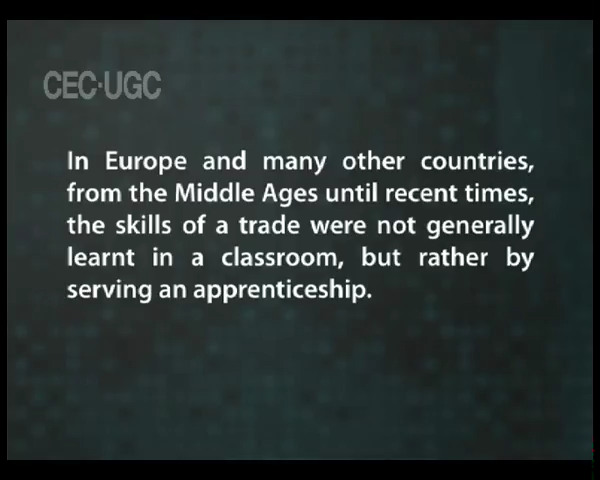 CEC-UGC
In Europe and many other countries,
from the Middle Ages until recent times,
the skills of a trade were not generally
learnt in a classroom, but rather by
serving an apprenticeship.